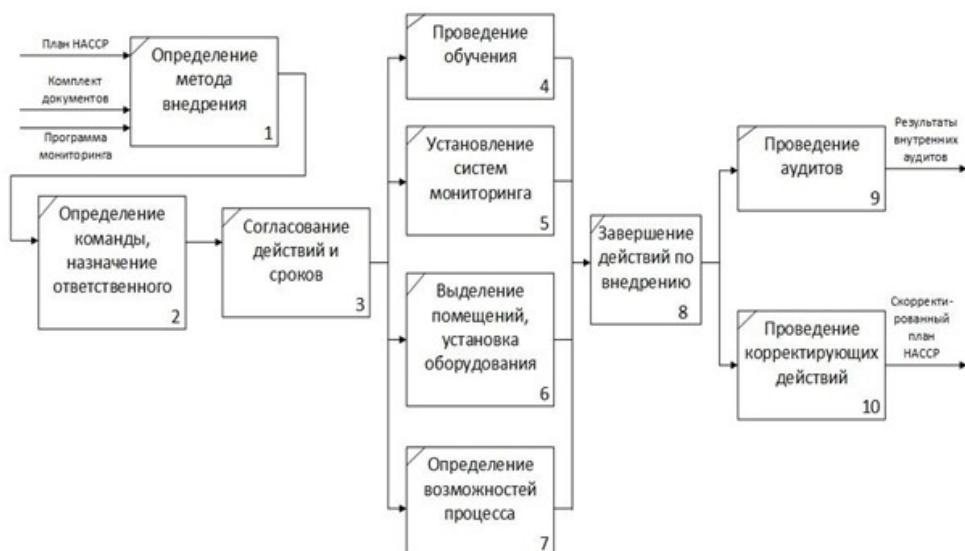 План НАССР
Комплект
документов
Программа
мониторинга
Определение
метода
внедрения
1
Определение
команды,
назначение
ответственного
2
Согласование
действий и
сроков
3
Проведение
обучения
4
Установление
систем
мониторинга
5
Выделение
помещений,
установка
оборудования
6
Определение
возможностей
процесса
7
Завершение
действий по
внедрению
8
Проведение
аудитов
9
Результаты
внутренних
аудитов
Проведение
корректирующих
действий
10
Скорректи-
рованный
план
НАССР